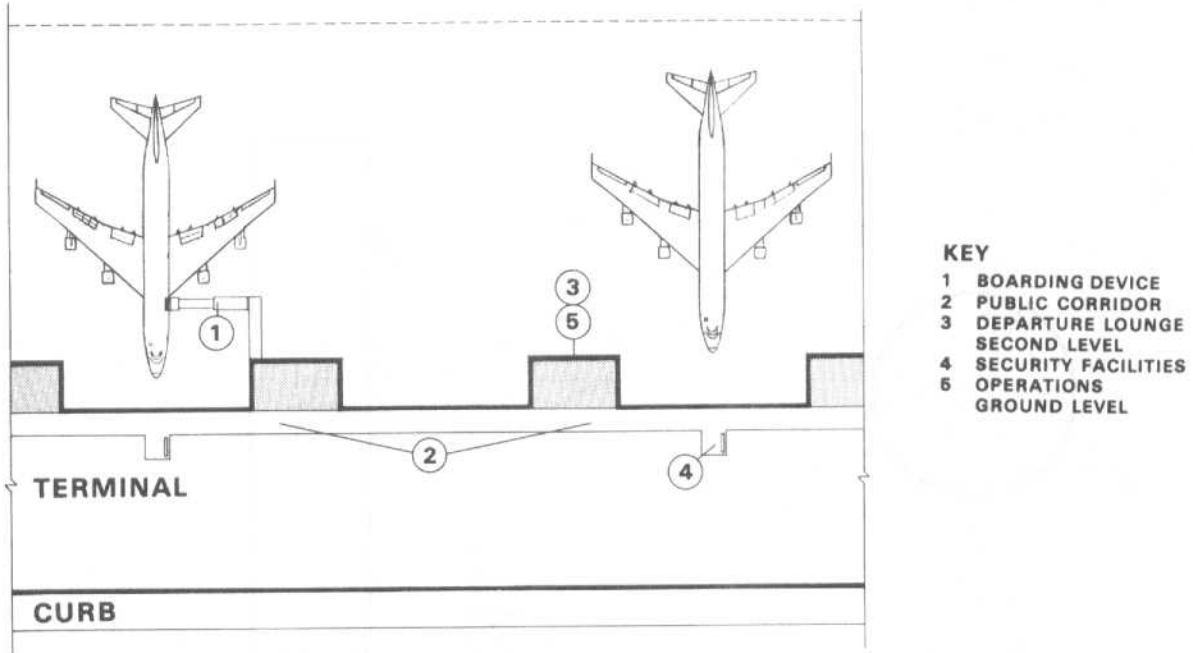 3
5
1
2
4
TERMINAL
CURB
KEY
1 BOARDING DEVICE
2 PUBLIC CORRIDOR
3 DEPARTURE LOUNGE
SECOND LEVEL
4 SECURITY FACILITIES
5 OPERATIONS
GROUND LEVEL